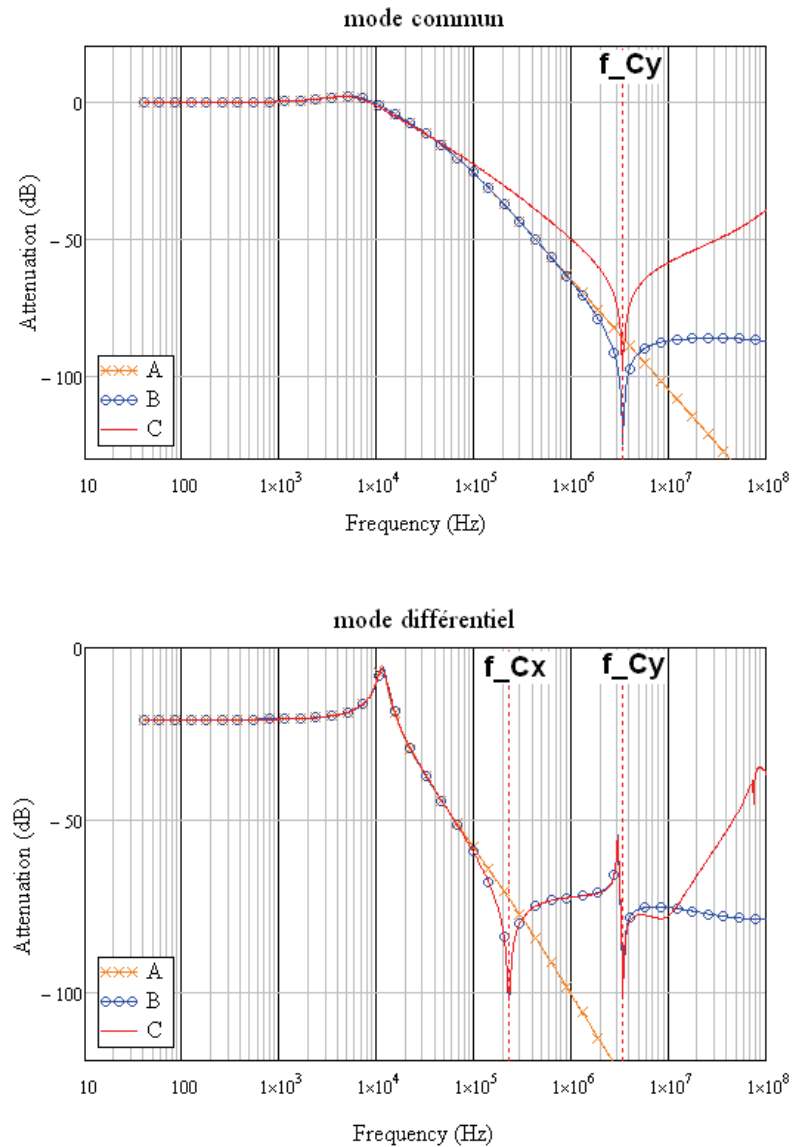 mode commun
f_Cy
0
− 50
− 100
Attenuation (dB)
A
B
C
10 100 1×10³ 1×10⁴ 1×10⁵ 1×10⁶ 1×10⁷ 1×10⁸
Frequency (Hz)
mode différentiel
f_Cx f_Cy
0
− 50
− 100
Attenuation (dB)
A
B
C
10 100 1×10³ 1×10⁴ 1×10⁵ 1×10⁶ 1×10⁷ 1×10⁸
Frequency (Hz)